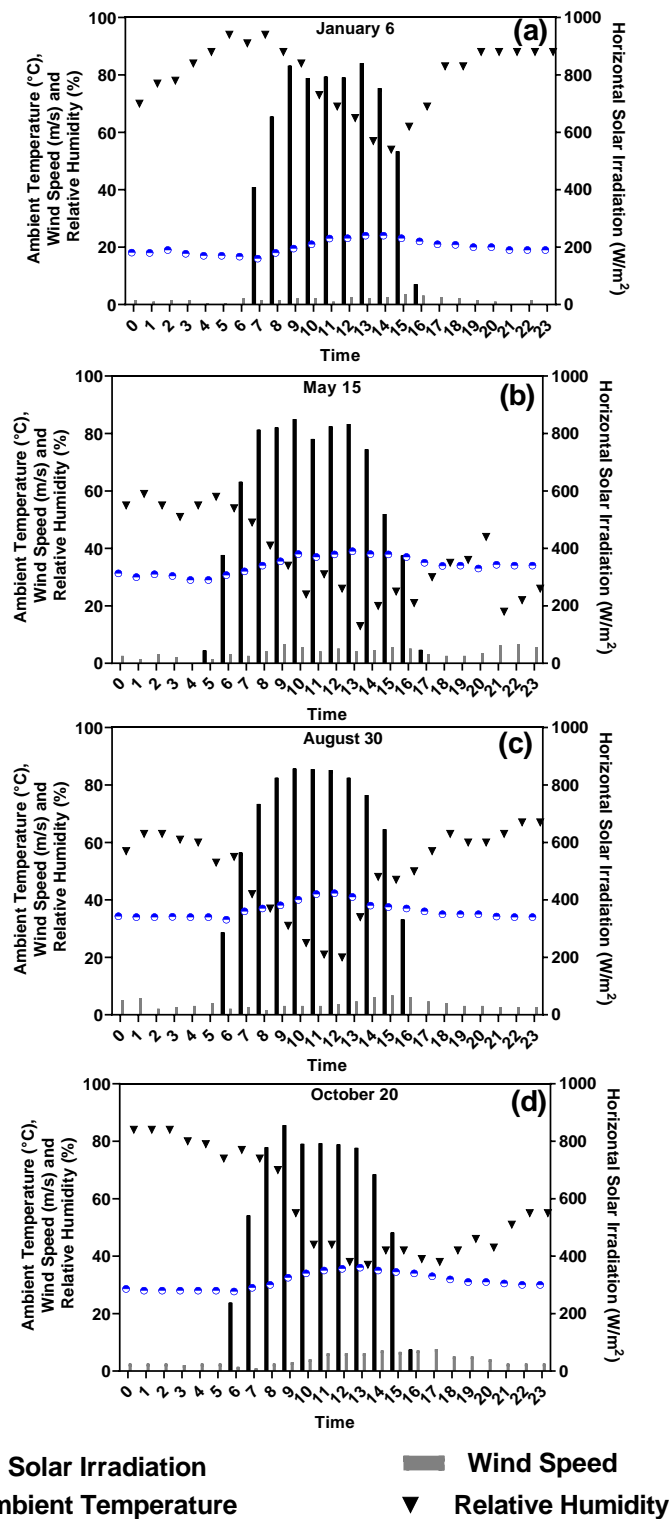 January 6
(a)
Ambient Temperature (°C),
Wind Speed (m/s) and
Relative Humidity (%)
100
80
60
40
20
0
1000
800
600
400
200
0
Horizontal Solar Irradiation (W/m²)
0 1 2 3 4 5 6 7 8 9 10 11 12 13 14 15 16 17 18 19 20 21 22 23
Time
May 15
(b)
Ambient Temperature (°C),
Wind Speed (m/s) and
Relative Humidity (%)
100
80
60
40
20
0
1000
800
600
400
200
0
Horizontal Solar Irradiation (W/m²)
0 1 2 3 4 5 6 7 8 9 10 11 12 13 14 15 16 17 18 19 20 21 22 23
Time
August 30
(c)
Ambient Temperature (°C),
Wind Speed (m/s) and
Relative Humidity (%)
100
80
60
40
20
0
1000
800
600
400
200
0
Horizontal Solar Irradiation (W/m²)
0 1 2 3 4 5 6 7 8 9 10 11 12 13 14 15 16 17 18 19 20 21 22 23
Time
October 20
(d)
Ambient Temperature (°C),
Wind Speed (m/s) and
Relative Humidity (%)
100
80
60
40
20
0
1000
800
600
400
200
0
Horizontal Solar Irradiation (W/m²)
0 1 2 3 4 5 6 7 8 9 10 11 12 13 14 15 16 17 18 19 20 21 22 23
Time
Solar Irradiation
Wind Speed
mbient Temperature
Relative Humidity